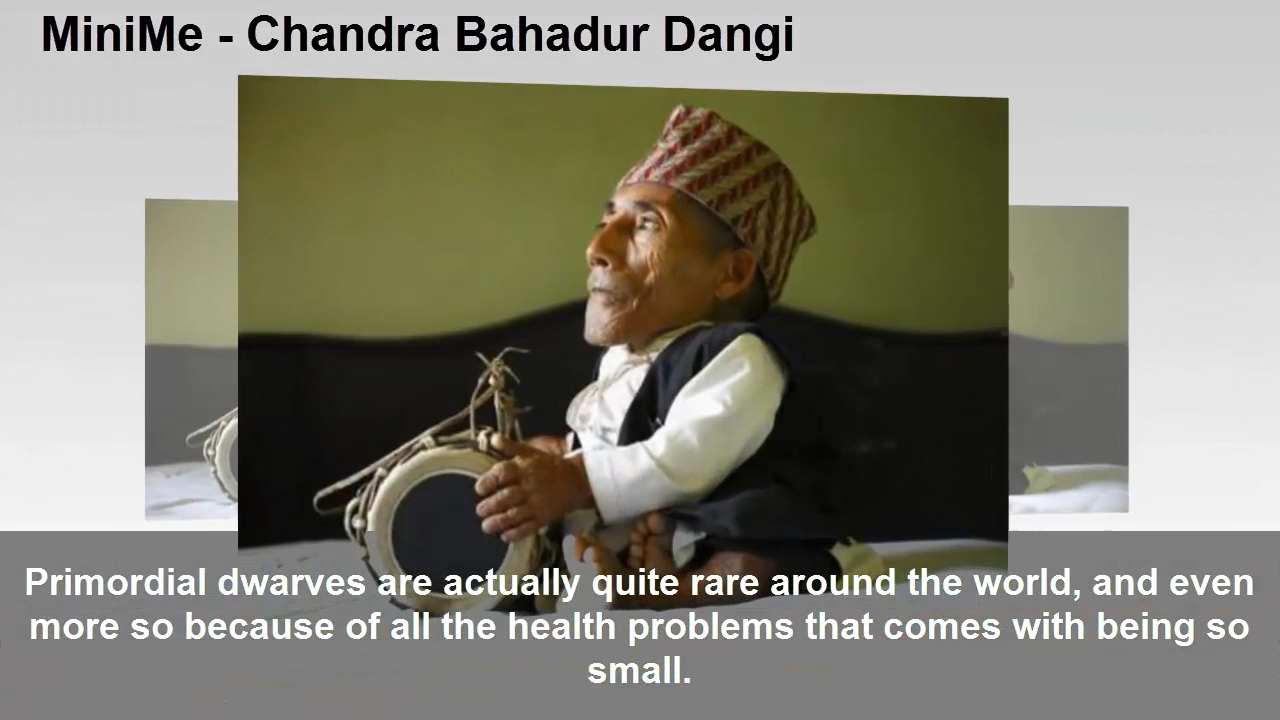 MiniMe - Chandra Bahadur Dangi
Primordial dwarves are actually quite rare around the world, and even
more so because of all the health problems that comes with being so
small.